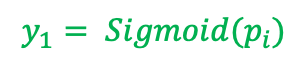 y₁ = Sigmoid(pᵢ)